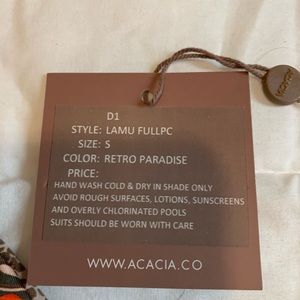 D1
STYLE: LAMU FULLPC
SIZE: S
COLOR: RETRO PARADISE
PRICE:
HAND WASH COLD & DRY IN SHADE ONLY
AVOID ROUGH SURFACES, LOTIONS, SUNSCREENS
AND OVERLY CHLORINATED POOLS
SUITS SHOULD BE WORN WITH CARE
WWW.ACACIA.CO